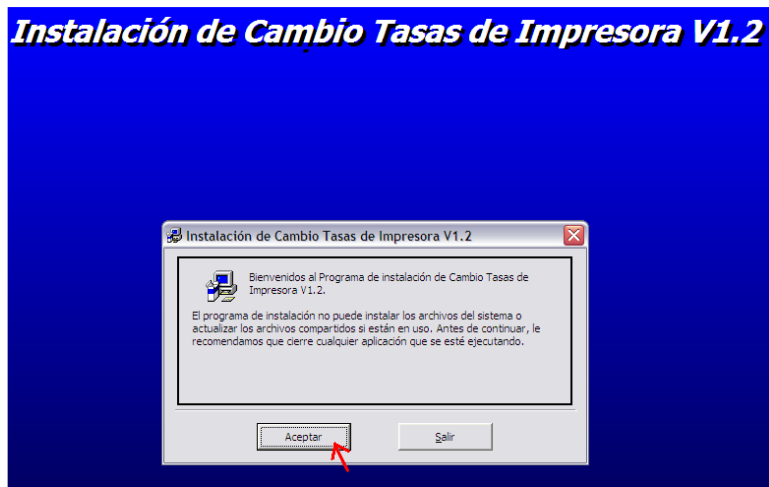 Instalación de Cambio Tasas de Impresora V1.2
Instalación de Cambio Tasas de Impresora V1.2
Bienvenidos al Programa de instalación de Cambio Tasas de
Impresora V1.2.
El programa de instalación no puede instalar los archivos del sistema o
actualizar los archivos compartidos si están en uso. Antes de continuar, le
recomendamos que cierre cualquier aplicación que se esté ejecutando.
Aceptar
Salir